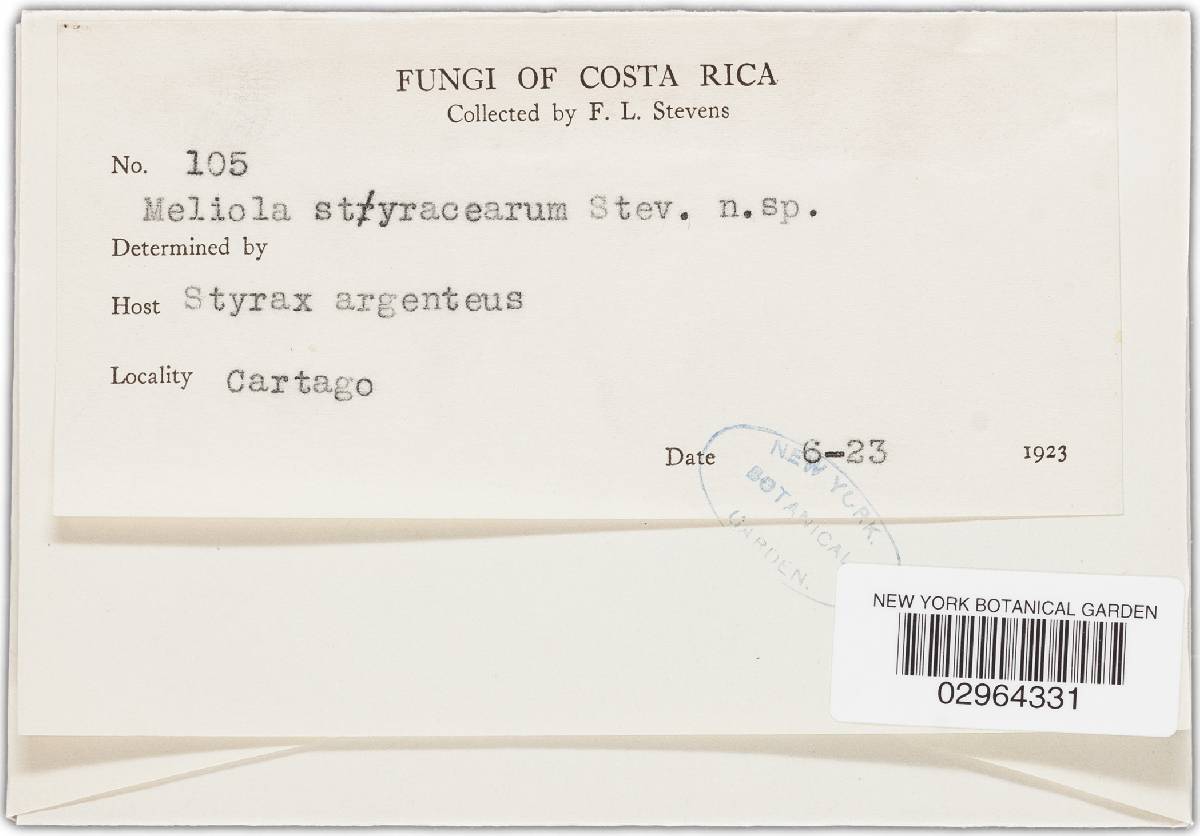 FUNGI OF COSTA RICA
Collected by F. L. Stevens
No. 105
Meliola st/yracearum Stev. n.sp.
Determined by
Host Styrax argenteus
Locality Cartago
Date 6-23 1923
NEW YORK.
BOTANICAL
GARDEN.
NEW YORK BOTANICAL GARDEN
02964331